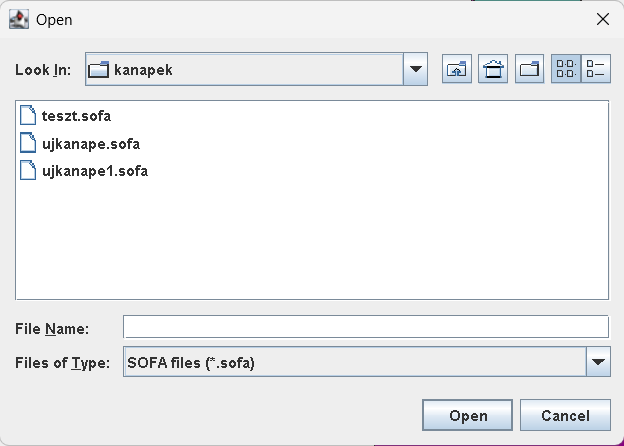 Open
Look In: kanapek
teszt.sofa
ujkanape.sofa
ujkanape1.sofa
File Name:
Files of Type: SOFA files (*.sofa)
Open Cancel